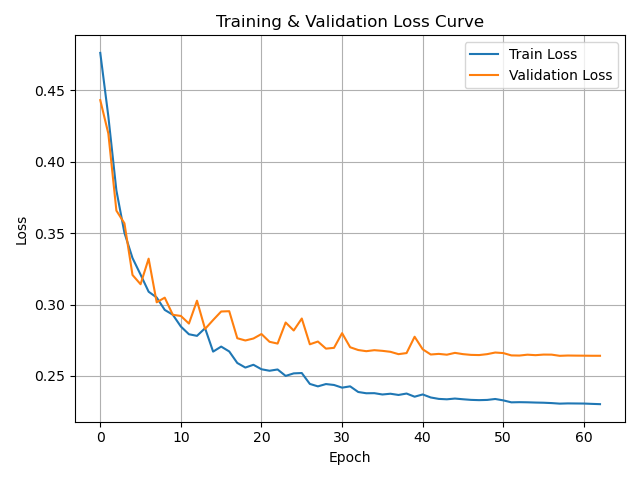 Training & Validation Loss Curve
Train Loss
Validation Loss
Loss
0.45
0.40
0.35
0.30
0.25
0 10 20 30 40 50 60
Epoch